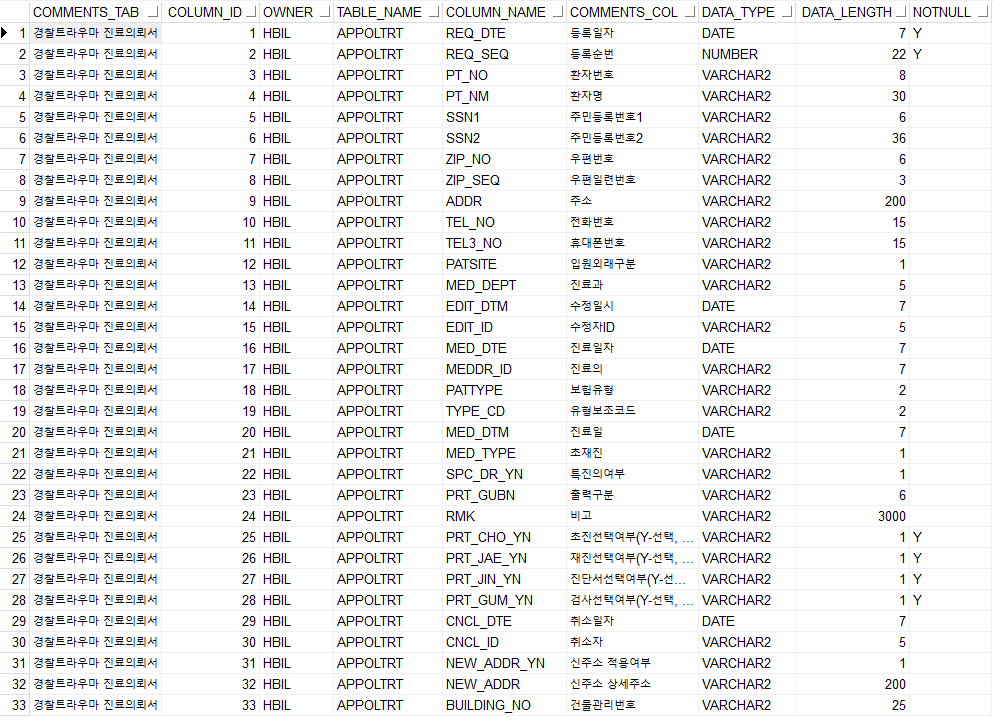 COMMENTS_TAB COLUMN_ID OWNER TABLE_NAME COLUMN_NAME COMMENTS_COL DATA_TYPE DATA_LENGTH NOTNULL
1 경찰트라우마 진료의뢰서 1 HBIL APPOLTRT REQ_DTE 등록일자 DATE 7 Y
2 경찰트라우마 진료의뢰서 2 HBIL APPOLTRT REQ_SEQ 등록순번 NUMBER 22 Y
3 경찰트라우마 진료의뢰서 3 HBIL APPOLTRT PT_NO 환자번호 VARCHAR2 8
4 경찰트라우마 진료의뢰서 4 HBIL APPOLTRT PT_NM 환자명 VARCHAR2 30
5 경찰트라우마 진료의뢰서 5 HBIL APPOLTRT SSN1 주민등록번호1 VARCHAR2 6
6 경찰트라우마 진료의뢰서 6 HBIL APPOLTRT SSN2 주민등록번호2 VARCHAR2 36
7 경찰트라우마 진료의뢰서 7 HBIL APPOLTRT ZIP_NO 우편번호 VARCHAR2 6
8 경찰트라우마 진료의뢰서 8 HBIL APPOLTRT ZIP_SEQ 우편일련번호 VARCHAR2 3
9 경찰트라우마 진료의뢰서 9 HBIL APPOLTRT ADDR 주소 VARCHAR2 200
10 경찰트라우마 진료의뢰서 10 HBIL APPOLTRT TEL_NO 전화번호 VARCHAR2 15
11 경찰트라우마 진료의뢰서 11 HBIL APPOLTRT TEL3_NO 휴대폰번호 VARCHAR2 15
12 경찰트라우마 진료의뢰서 12 HBIL APPOLTRT PATSITE 입원외래구분 VARCHAR2 1
13 경찰트라우마 진료의뢰서 13 HBIL APPOLTRT MED_DEPT 진료과 VARCHAR2 5
14 경찰트라우마 진료의뢰서 14 HBIL APPOLTRT EDIT_DTM 수정일시 DATE 7
15 경찰트라우마 진료의뢰서 15 HBIL APPOLTRT EDIT_ID 수정자ID VARCHAR2 5
16 경찰트라우마 진료의뢰서 16 HBIL APPOLTRT MED_DTE 진료일자 DATE 7
17 경찰트라우마 진료의뢰서 17 HBIL APPOLTRT MEDDR_ID 진료의 VARCHAR2 7
18 경찰트라우마 진료의뢰서 18 HBIL APPOLTRT PATTYPE 보험유형 VARCHAR2 2
19 경찰트라우마 진료의뢰서 19 HBIL APPOLTRT TYPE_CD 유형보조코드 VARCHAR2 2
20 경찰트라우마 진료의뢰서 20 HBIL APPOLTRT MED_DTM 진료일 DATE 7
21 경찰트라우마 진료의뢰서 21 HBIL APPOLTRT MED_TYPE 초재진 VARCHAR2 1
22 경찰트라우마 진료의뢰서 22 HBIL APPOLTRT SPC_DR_YN 특진의여부 VARCHAR2 1
23 경찰트라우마 진료의뢰서 23 HBIL APPOLTRT PRT_GUBN 출력구분 VARCHAR2 6
24 경찰트라우마 진료의뢰서 24 HBIL APPOLTRT RMK 비고 VARCHAR2 3000
25 경찰트라우마 진료의뢰서 25 HBIL APPOLTRT PRT_CHO_YN 초진선택여부(Y-선택, ... VARCHAR2 1 Y
26 경찰트라우마 진료의뢰서 26 HBIL APPOLTRT PRT_JAE_YN 재진선택여부(Y-선택, ... VARCHAR2 1 Y
27 경찰트라우마 진료의뢰서 27 HBIL APPOLTRT PRT_JIN_YN 진단서선택여부(Y-선... VARCHAR2 1 Y
28 경찰트라우마 진료의뢰서 28 HBIL APPOLTRT PRT_GUM_YN 검사선택여부(Y-선택, ... VARCHAR2 1 Y
29 경찰트라우마 진료의뢰서 29 HBIL APPOLTRT CNCL_DTE 취소일자 DATE 7
30 경찰트라우마 진료의뢰서 30 HBIL APPOLTRT CNCL_ID 취소자 VARCHAR2 5
31 경찰트라우마 진료의뢰서 31 HBIL APPOLTRT NEW_ADDR_YN 신주소 적용여부 VARCHAR2 1
32 경찰트라우마 진료의뢰서 32 HBIL APPOLTRT NEW_ADDR 신주소 상세주소 VARCHAR2 200
33 경찰트라우마 진료의뢰서 33 HBIL APPOLTRT BUILDING_NO 건물관리번호 VARCHAR2 25